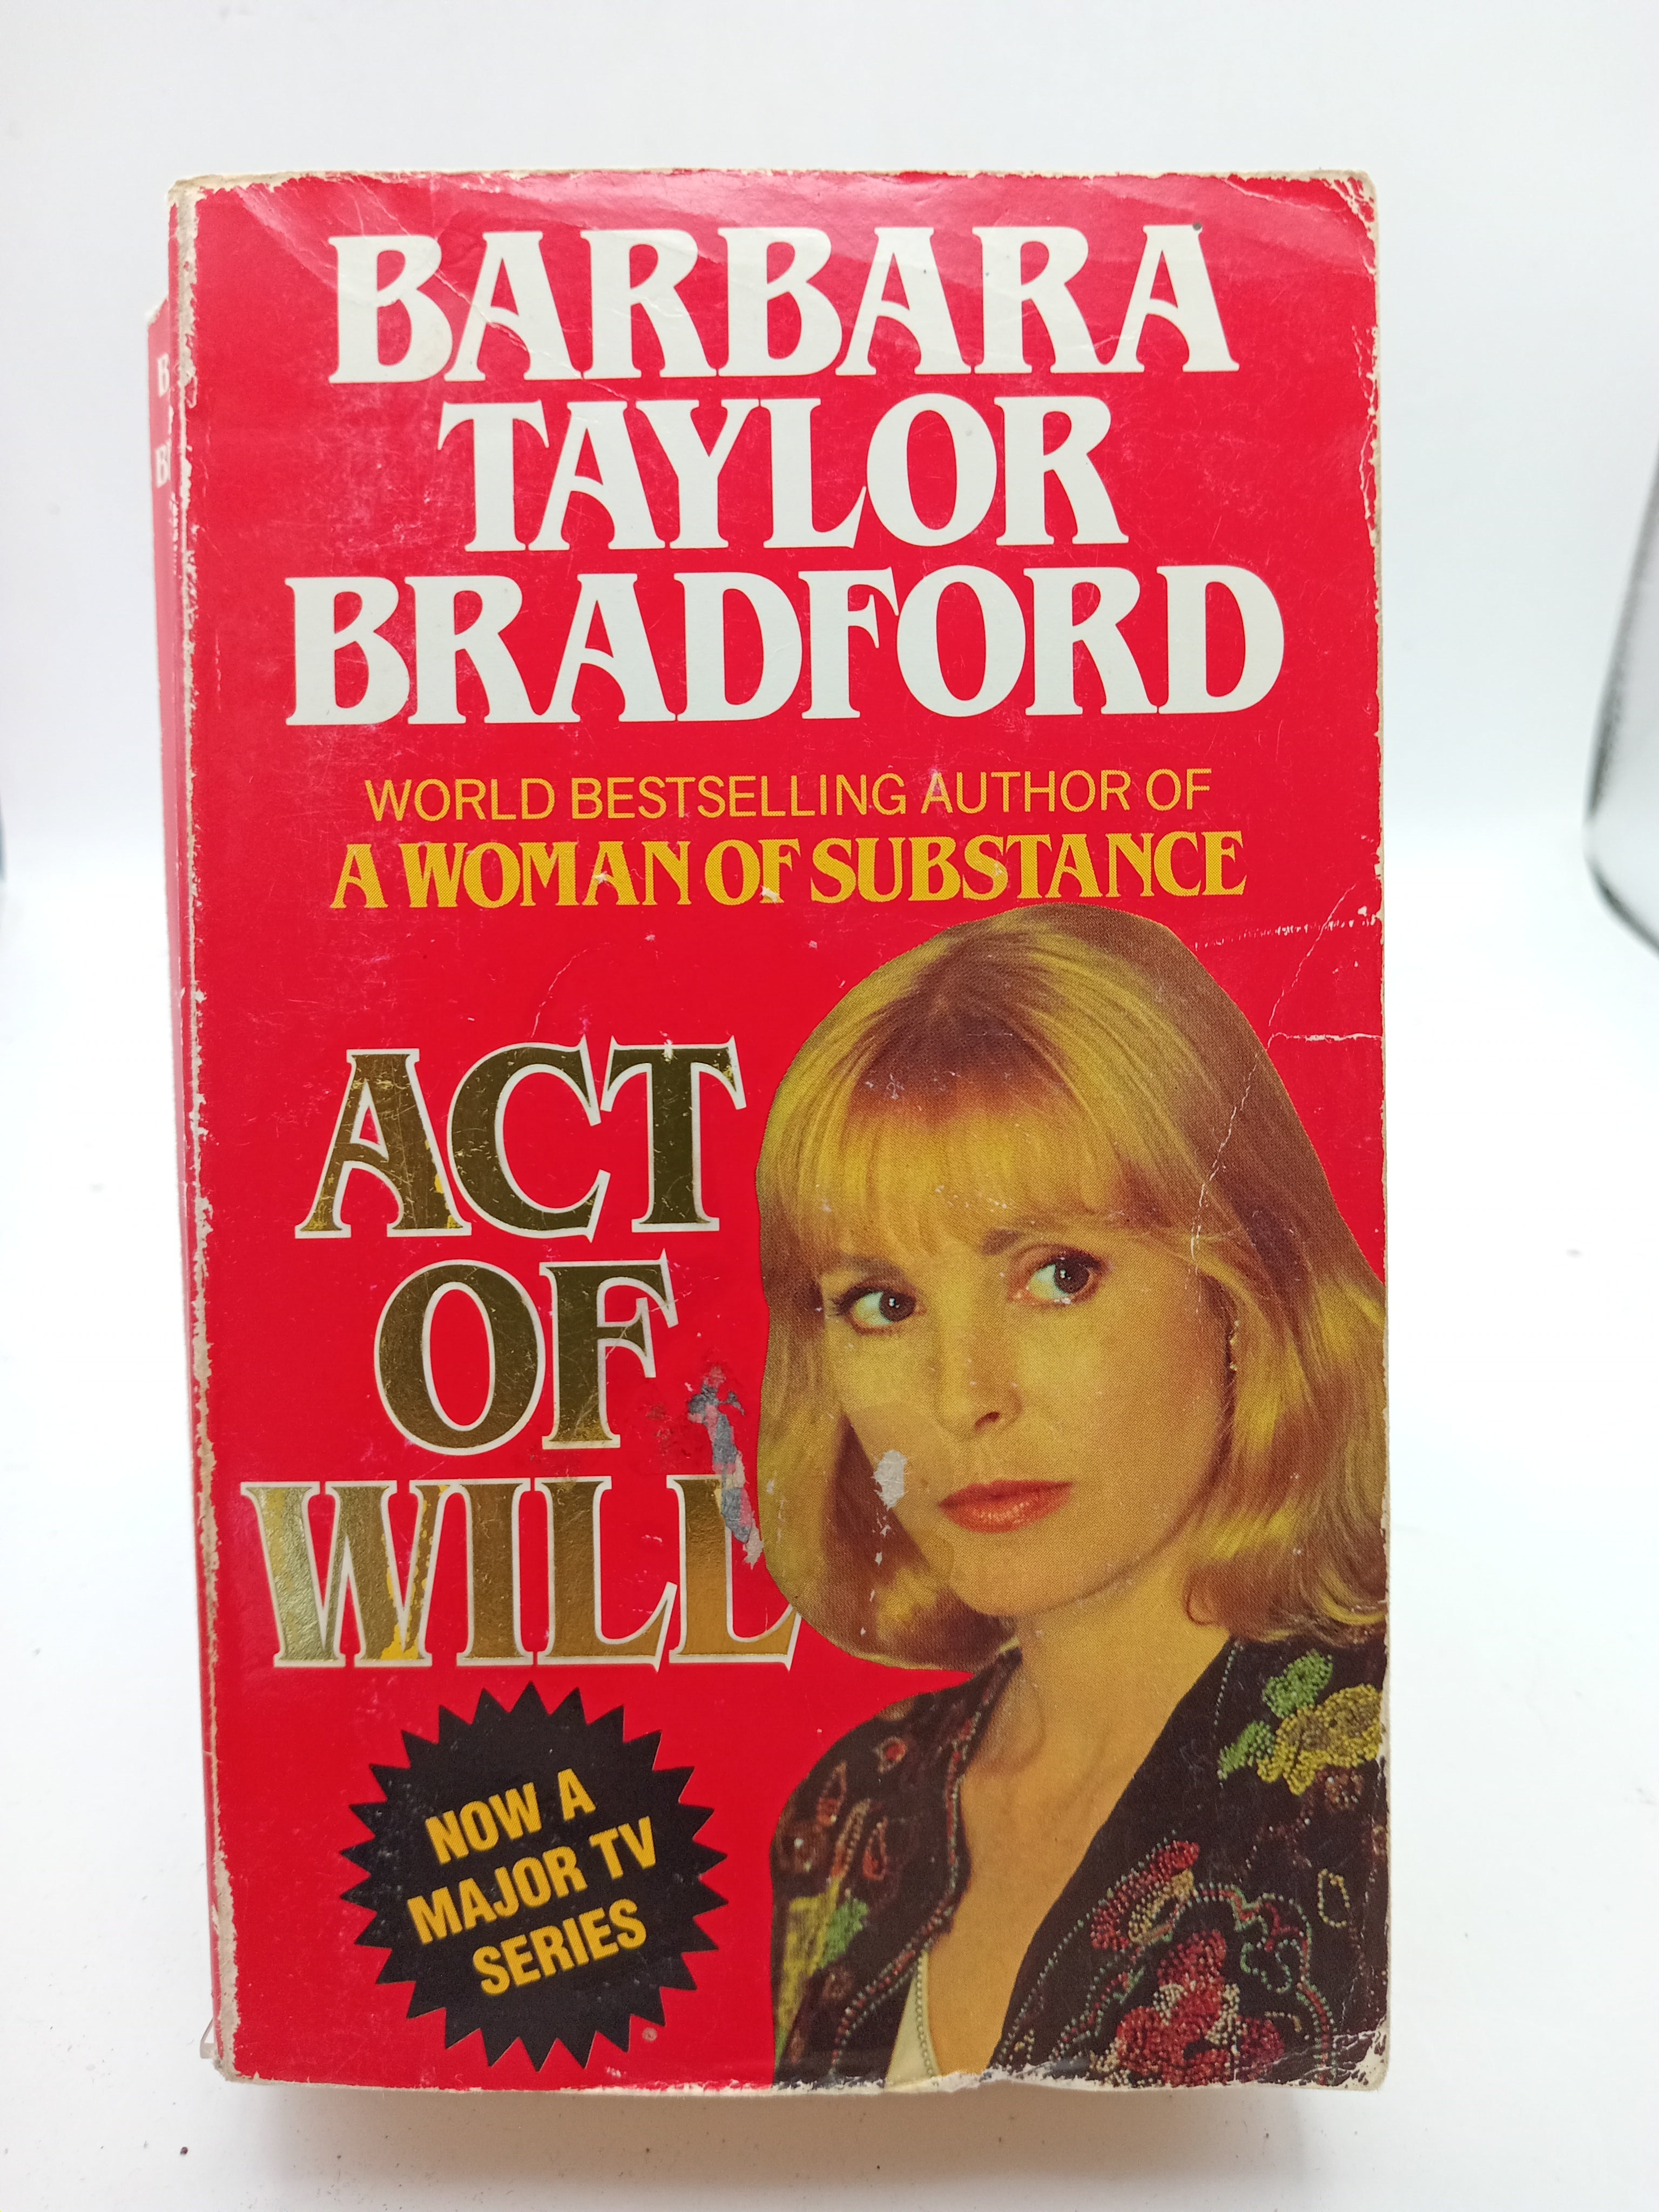 BARBARA
TAYLOR
BRADFORD
WORLD BESTSELLING AUTHOR OF
A WOMAN OF SUBSTANCE
ACT
OF
WILL
NOW A
MAJOR TV
SERIES